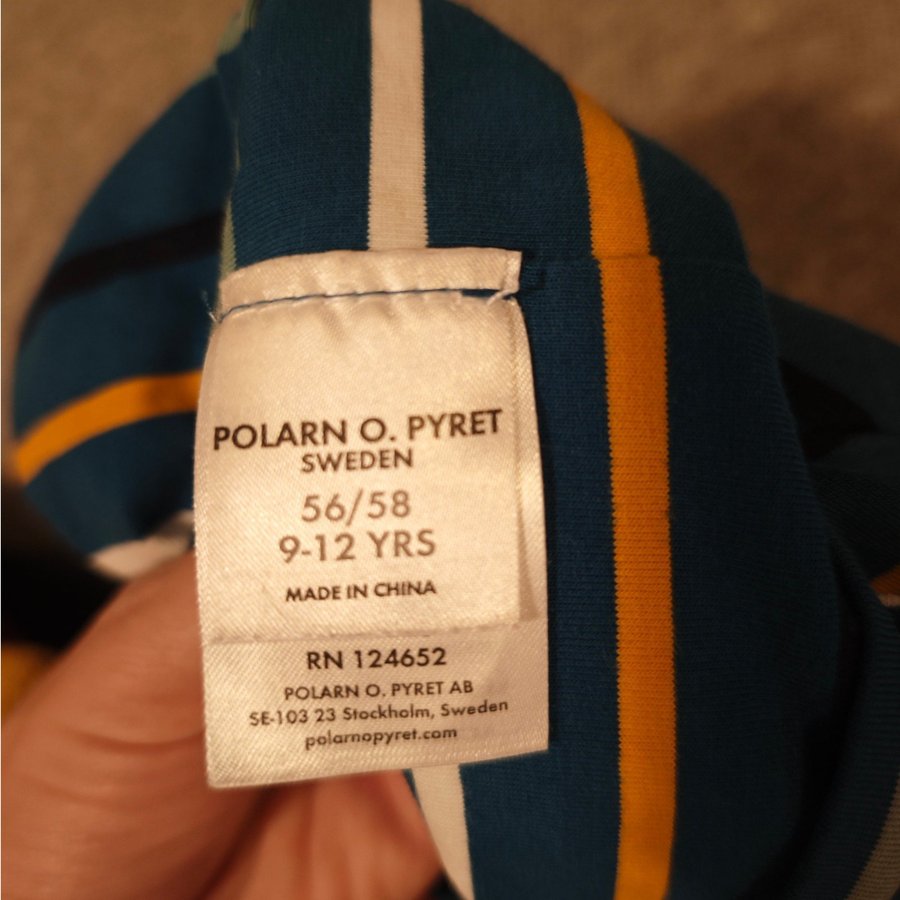 POLARN O. PYRET
SWEDEN
56/58
9-12 YRS
MADE IN CHINA
RN 124652
POLARN O. PYRET AB
SE-103 23 Stockholm, Sweden
polarnopyret.com